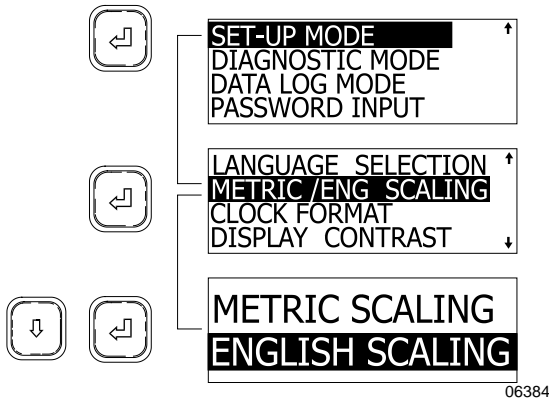 SET-UP MODE
DIAGNOSTIC MODE
DATA LOG MODE
PASSWORD INPUT
LANGUAGE SELECTION
METRIC /ENG SCALING
CLOCK FORMAT
DISPLAY CONTRAST
METRIC SCALING
ENGLISH SCALING
06384